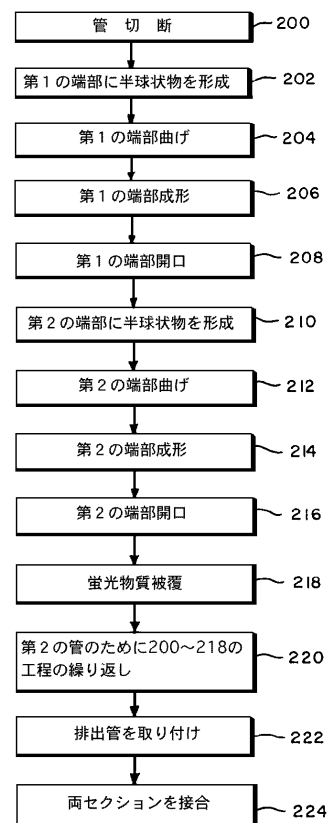 管 切 断
200
第1の端部に半球状物を形成
202
第1の端部曲げ
204
第1の端部成形
206
第1の端部開口
208
第2の端部に半球状物を形成
210
第2の端部曲げ
212
第2の端部成形
214
第2の端部開口
216
蛍光物質被覆
218
第2の管のために200〜218の
工程の繰り返し
220
排出管を取り付け
222
両セクションを接合
224